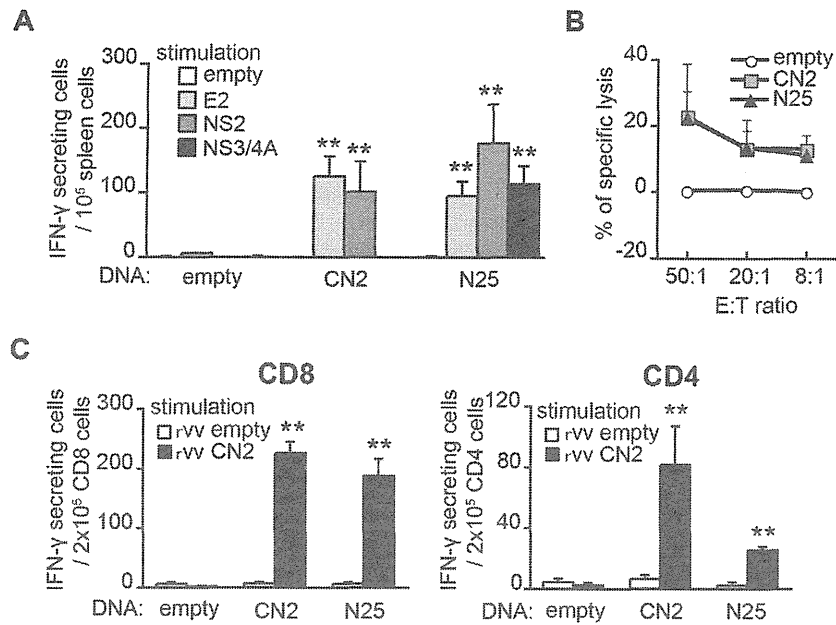 A
IFN-γ secreting cells
/ 10⁵ spleen cells
300
200
100
0
stimulation
empty
E2
NS2
NS3/4A
** **
** ** **
DNA: empty CN2 N25
B
% of specific lysis
40
20
0
-20
empty
CN2
N25
50:1 20:1 8:1
E:T ratio
C
CD8
IFN-γ secreting cells
/ 2x10⁵ CD8 cells
300
200
100
0
stimulation
rvv empty
rvv CN2
** **
DNA: empty CN2 N25
CD4
IFN-γ secreting cells
/ 2x10⁵ CD4 cells
120
80
40
0
stimulation
rvv empty
rvv CN2
** **
DNA: empty CN2 N25